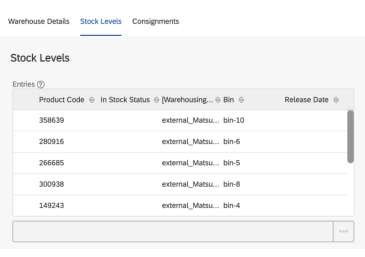 Warehouse Details Stock Levels Consignments
Stock Levels
Entries
Product Code In Stock Status [Warehousing... Bin Release Date
358639 external_Matsu... bin-10
280916 external_Matsu... bin-6
266685 external_Matsu... bin-5
300938 external_Matsu... bin-8
149243 external_Matsu... bin-4